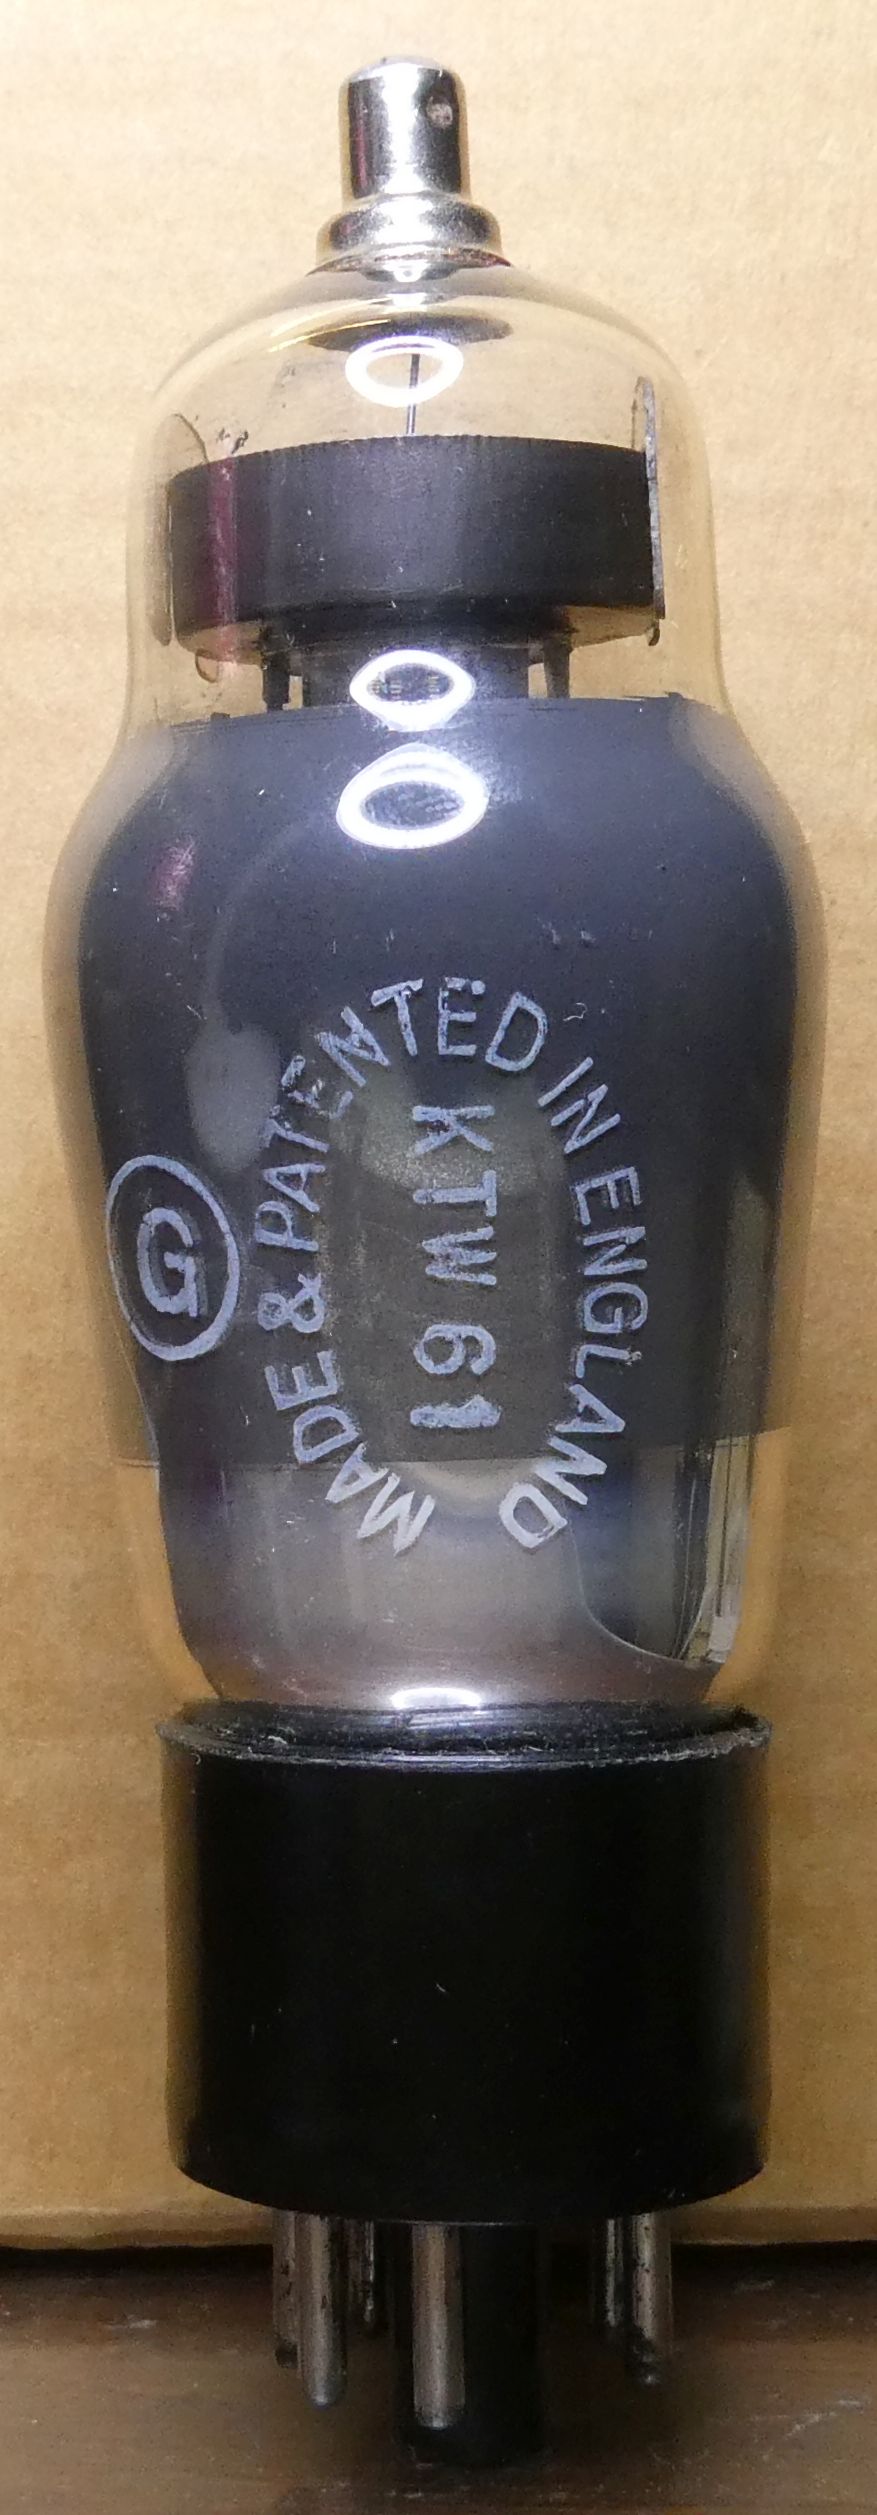 MADE & PATENTED IN ENGLAND
KTW 61
G